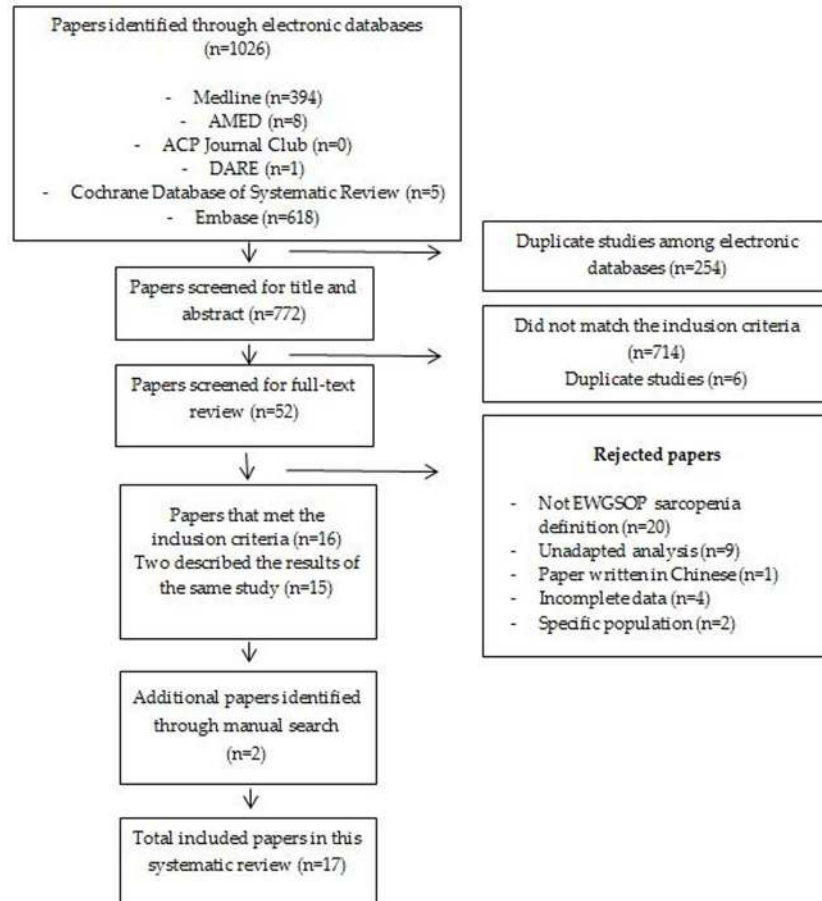 Papers identified through electronic databases
(n=1026)
- Medline (n=394)
- AMED (n=8)
- ACP Journal Club (n=0)
- DARE (n=1)
- Cochrane Database of Systematic Review (n=5)
- Embase (n=618)
Duplicate studies among electronic
databases (n=254)
Papers screened for title and
abstract (n=772)
Did not match the inclusion criteria
(n=714)
Duplicate studies (n=6)
Papers screened for full-text
review (n=52)
Rejected papers
- Not EWGSOP sarcopenia
definition (n=20)
- Unadapted analysis (n=9)
- Paper written in Chinese (n=1)
- Incomplete data (n=4)
- Specific population (n=2)
Papers that met the
inclusion criteria (n=16)
Two described the results of
the same study (n=15)
Additional papers identified
through manual search
(n=2)
Total included papers in this
systematic review (n=17)